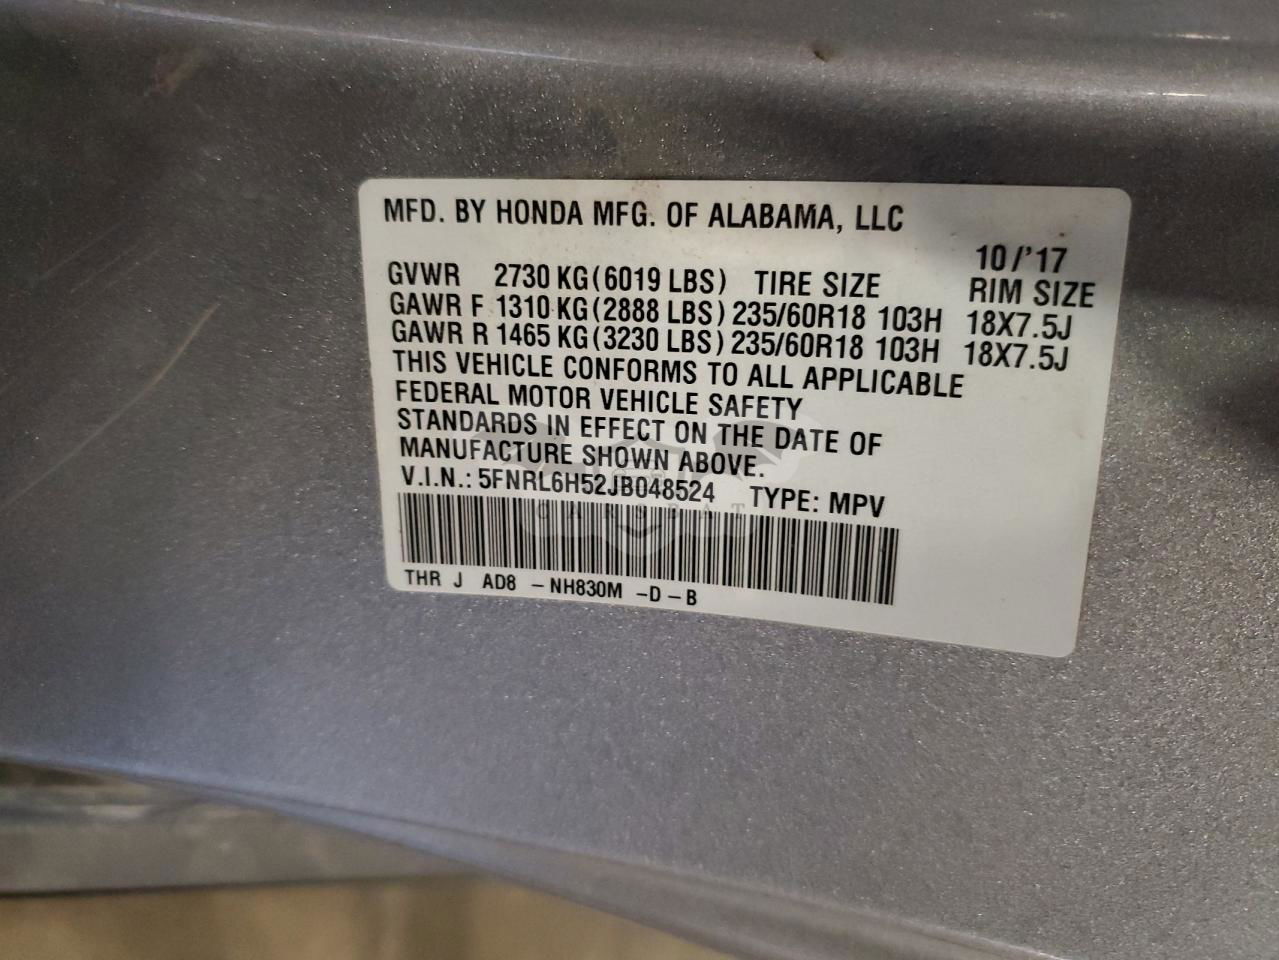 MFD. BY HONDA MFG. OF ALABAMA, LLC
10/'17
GVWR 2730 KG(6019 LBS) TIRE SIZE RIM SIZE
GAWR F 1310 KG(2888 LBS) 235/60R18 103H 18X7.5J
GAWR R 1465 KG(3230 LBS) 235/60R18 103H 18X7.5J
THIS VEHICLE CONFORMS TO ALL APPLICABLE
FEDERAL MOTOR VEHICLE SAFETY
STANDARDS IN EFFECT ON THE DATE OF
MANUFACTURE SHOWN ABOVE.
V.I.N.: 5FNRL6H52JB048524 TYPE: MPV
CARSBAT
THR J AD8 -NH830M -D-B